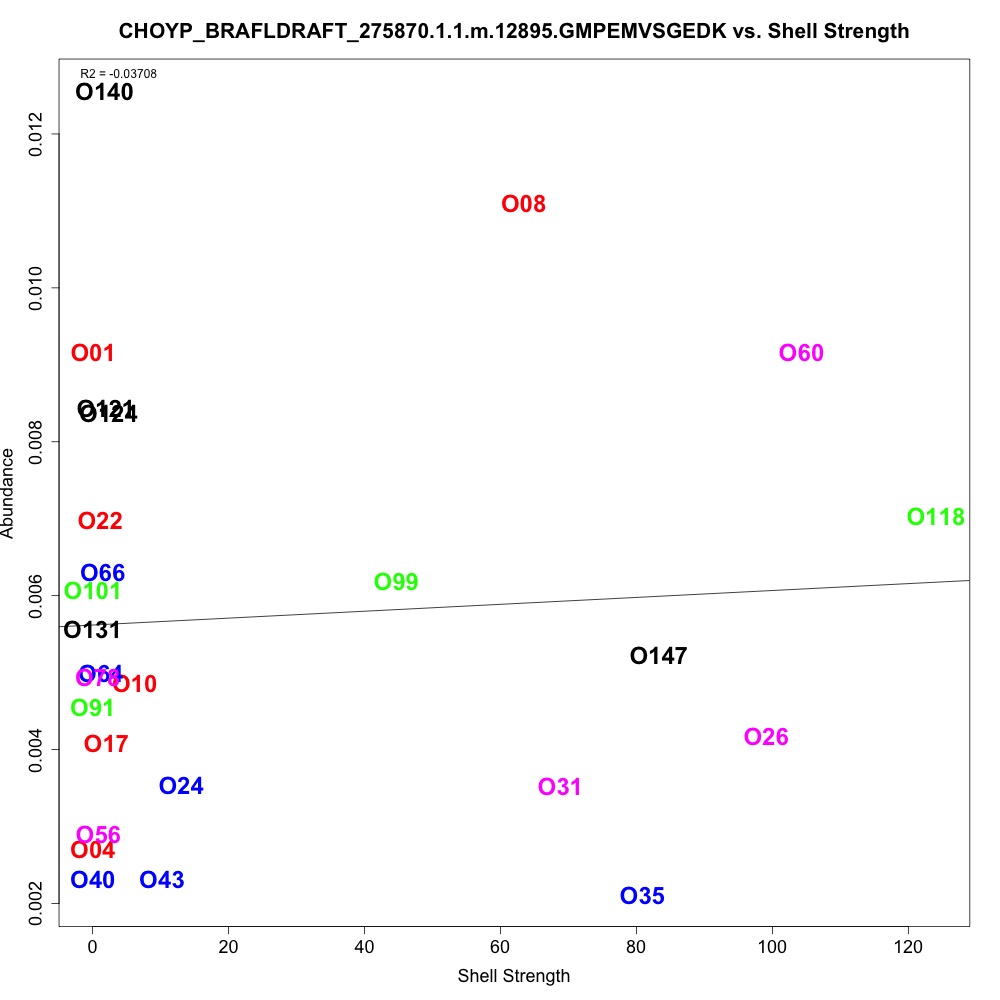 CHOYP_BRAFLDRAFT_275870.1.1.m.12895.GMPEMVSGEDK vs. Shell Strength
R2 = -0.03708
O140
O08
O01
O60
O121
O124
O22
O118
O66
O99
O101
O131
O147
O64
O10
O91
O17
O26
O24
O31
O56
O04
O40
O43
O35
0.012
0.010
0.008
0.006
0.004
0.002
Abundance
0 20 40 60 80 100 120
Shell Strength